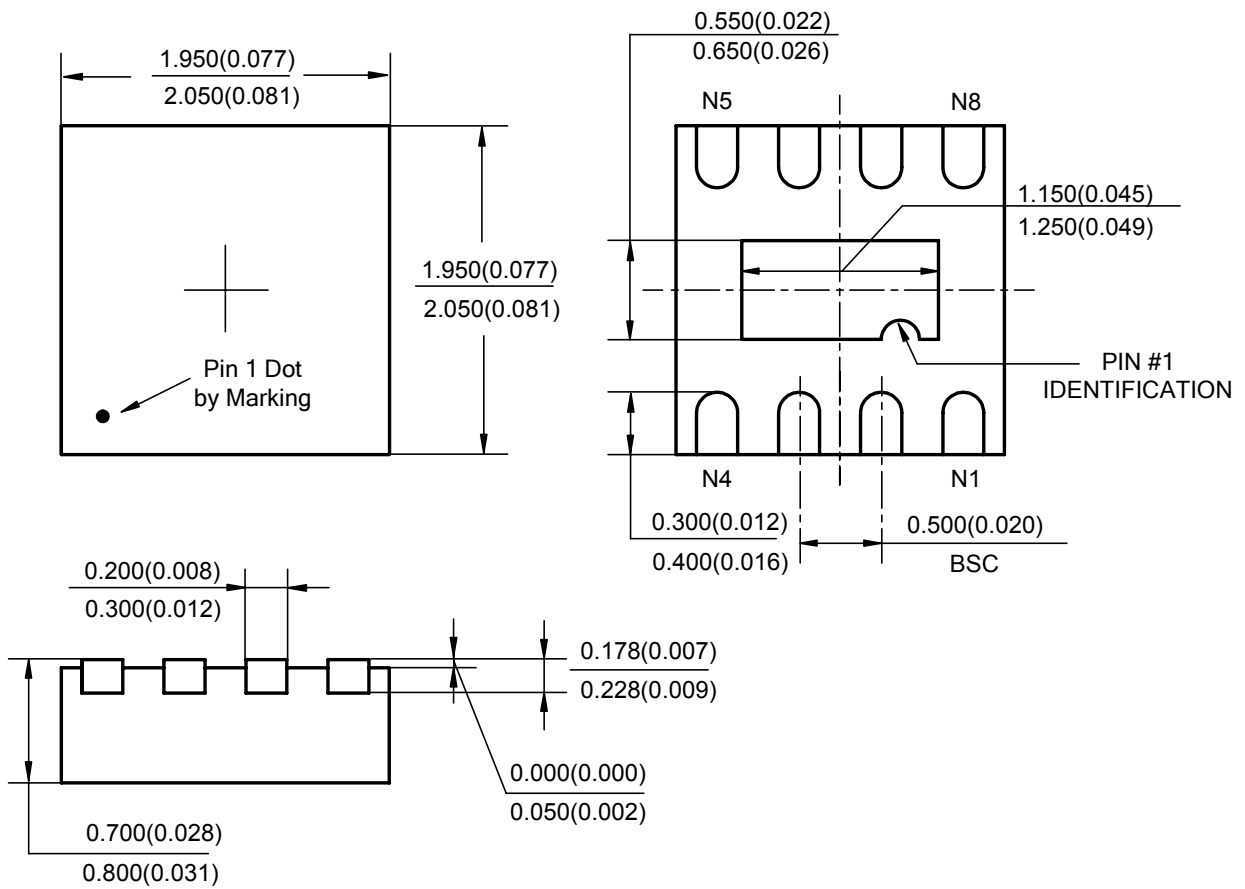 1.950(0.077)
2.050(0.081)
1.950(0.077)
2.050(0.081)
Pin 1 Dot
by Marking
0.550(0.022)
0.650(0.026)
N5
N8
1.150(0.045)
1.250(0.049)
PIN #1
IDENTIFICATION
N4
N1
0.300(0.012)
0.400(0.016)
0.500(0.020)
BSC
0.200(0.008)
0.300(0.012)
0.178(0.007)
0.228(0.009)
0.000(0.000)
0.050(0.002)
0.700(0.028)
0.800(0.031)